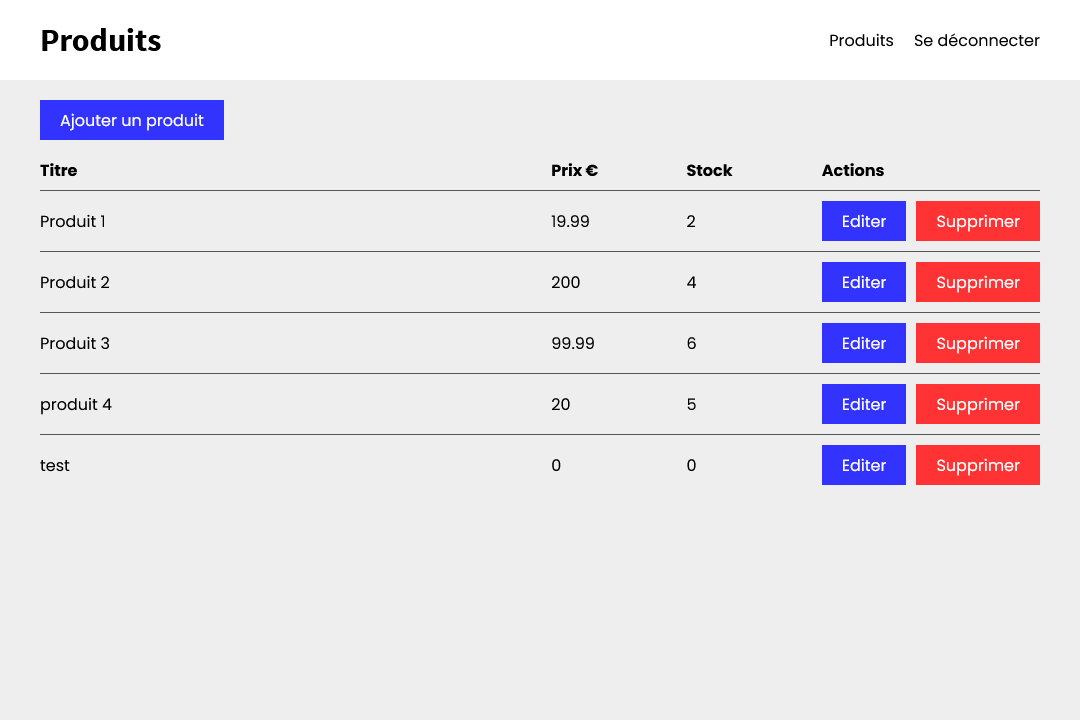 Produits
Produits Se déconnecter
Ajouter un produit
Titre Prix € Stock Actions
Produit 1 19.99 2 Editer Supprimer
Produit 2 200 4 Editer Supprimer
Produit 3 99.99 6 Editer Supprimer
produit 4 20 5 Editer Supprimer
test 0 0 Editer Supprimer